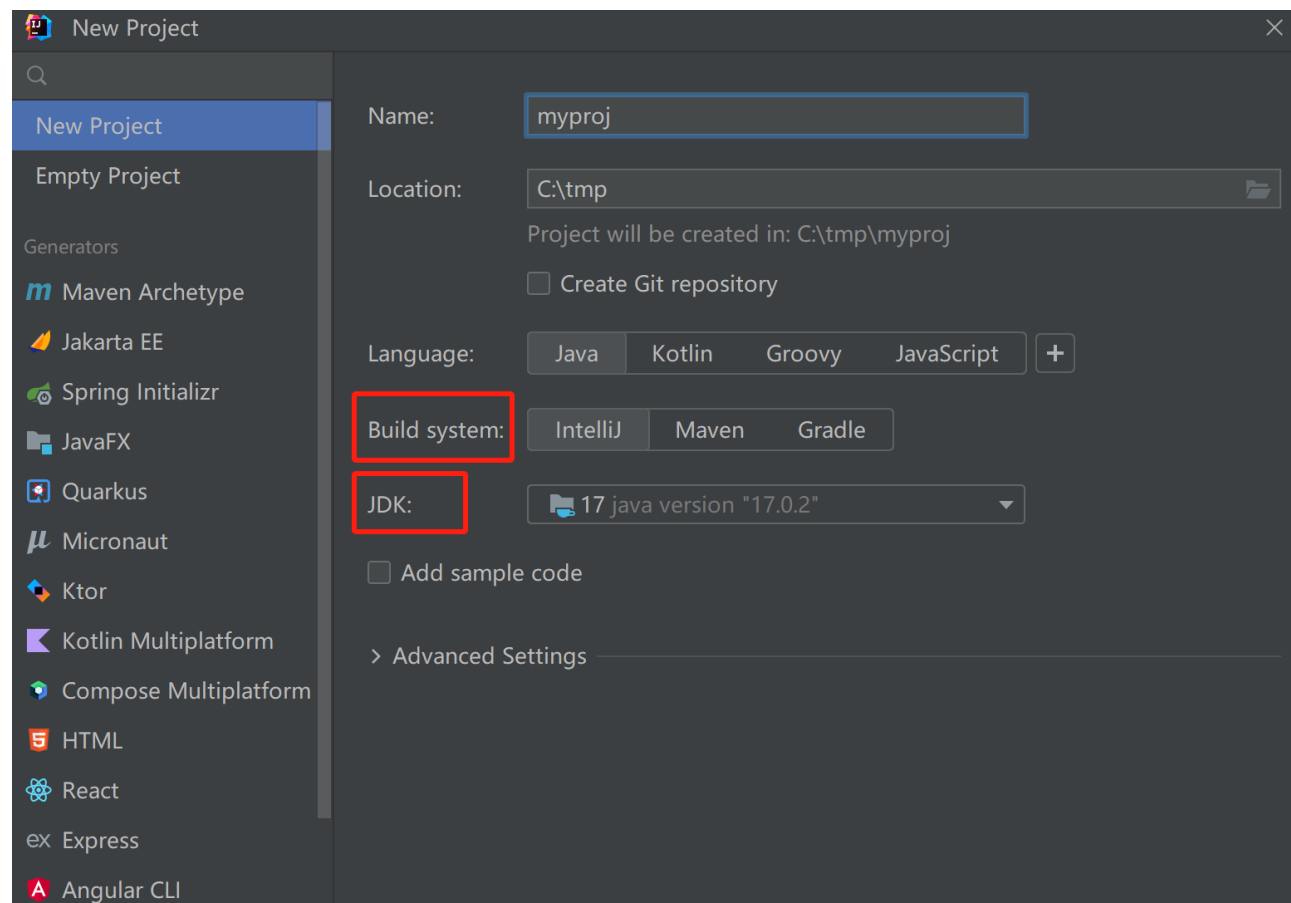 New Project
New Project
Empty Project
Generators
Maven Archetype
Jakarta EE
Spring Initializr
JavaFX
Quarkus
Micronaut
Ktor
Kotlin Multiplatform
Compose Multiplatform
HTML
React
ex Express
Angular CLI
Name: myproj
Location: C:\tmp
Project will be created in: C:\tmp\myproj
Create Git repository
Language: Java Kotlin Groovy JavaScript +
Build system: IntelliJ Maven Gradle
JDK: 17 java version "17.0.2"
Add sample code
Advanced Settings